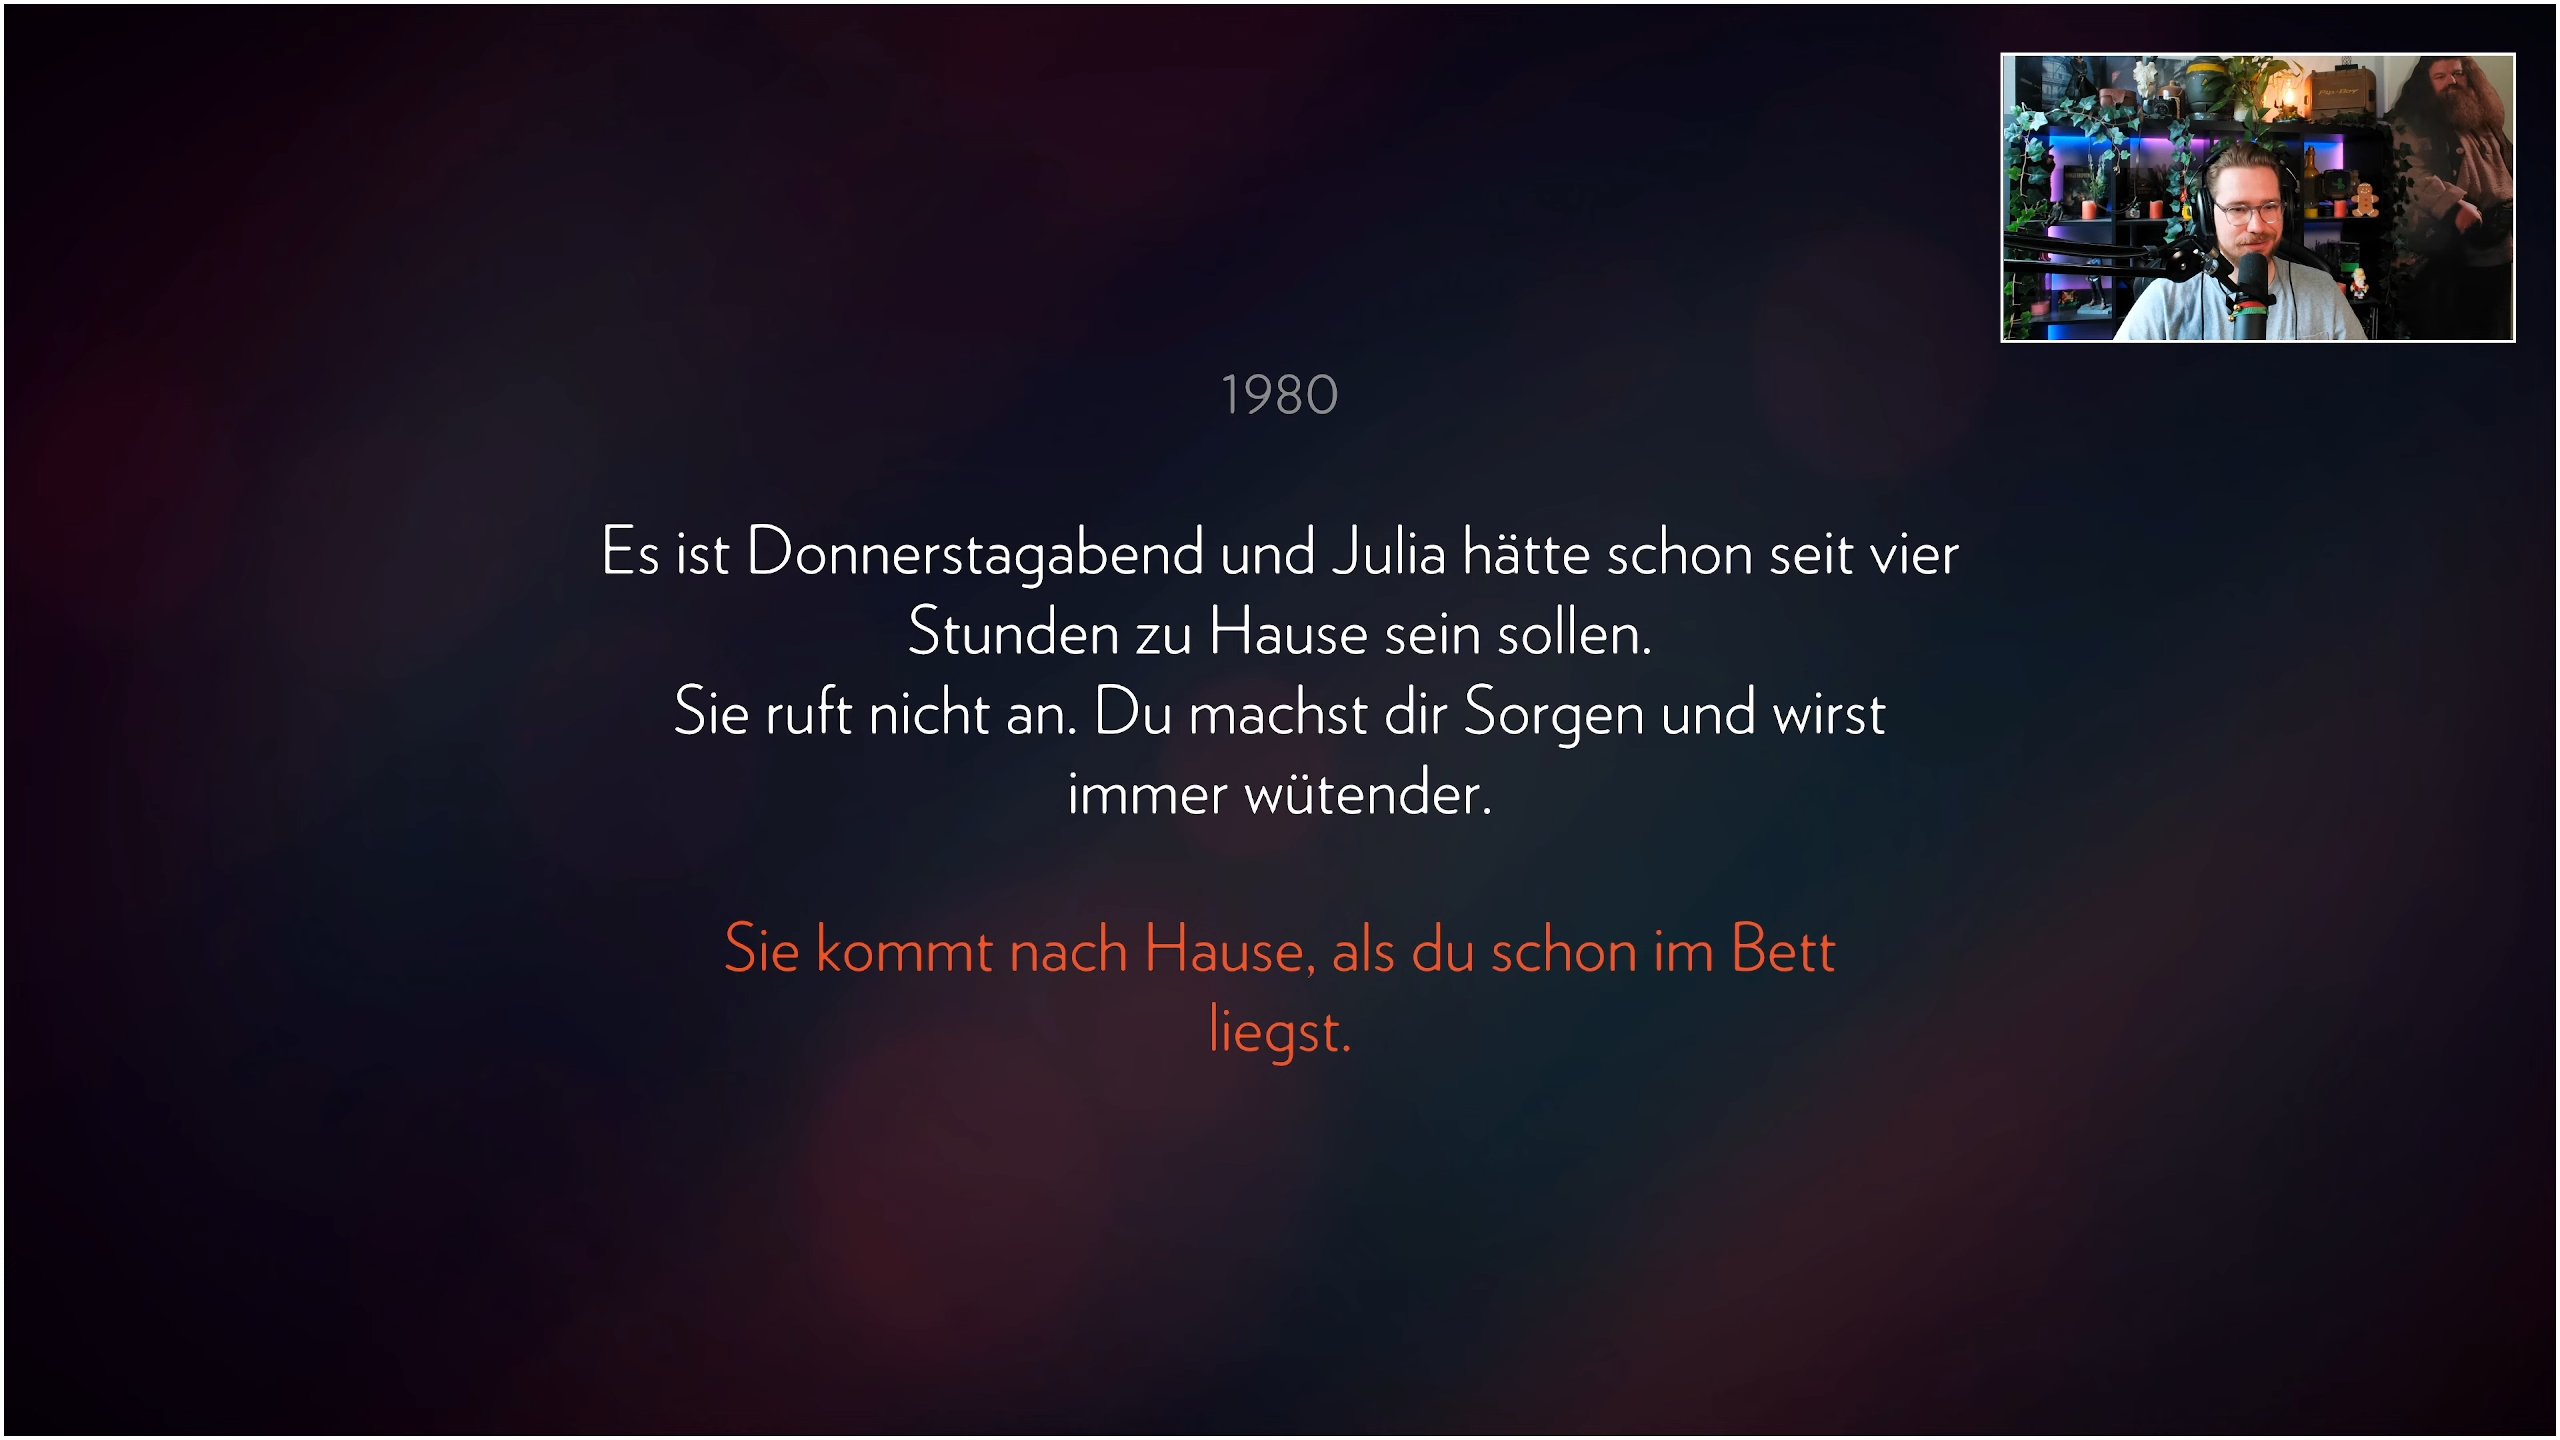 1980
Es ist Donnerstagabend und Julia hätte schon seit vier
Stunden zu Hause sein sollen.
Sie ruft nicht an. Du machst dir Sorgen und wirst
immer wütender.
Sie kommt nach Hause, als du schon im Bett
liegst.